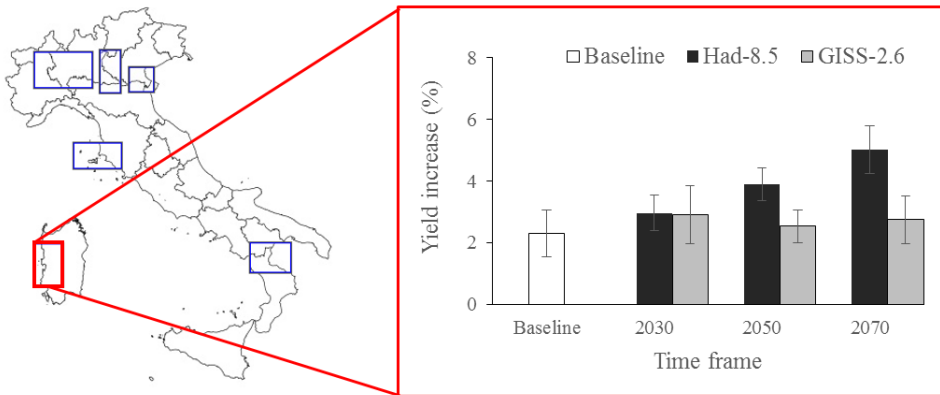 Baseline Had-8.5 GISS-2.6
Yield increase (%)
8
6
4
2
0
Baseline 2030 2050 2070
Time frame